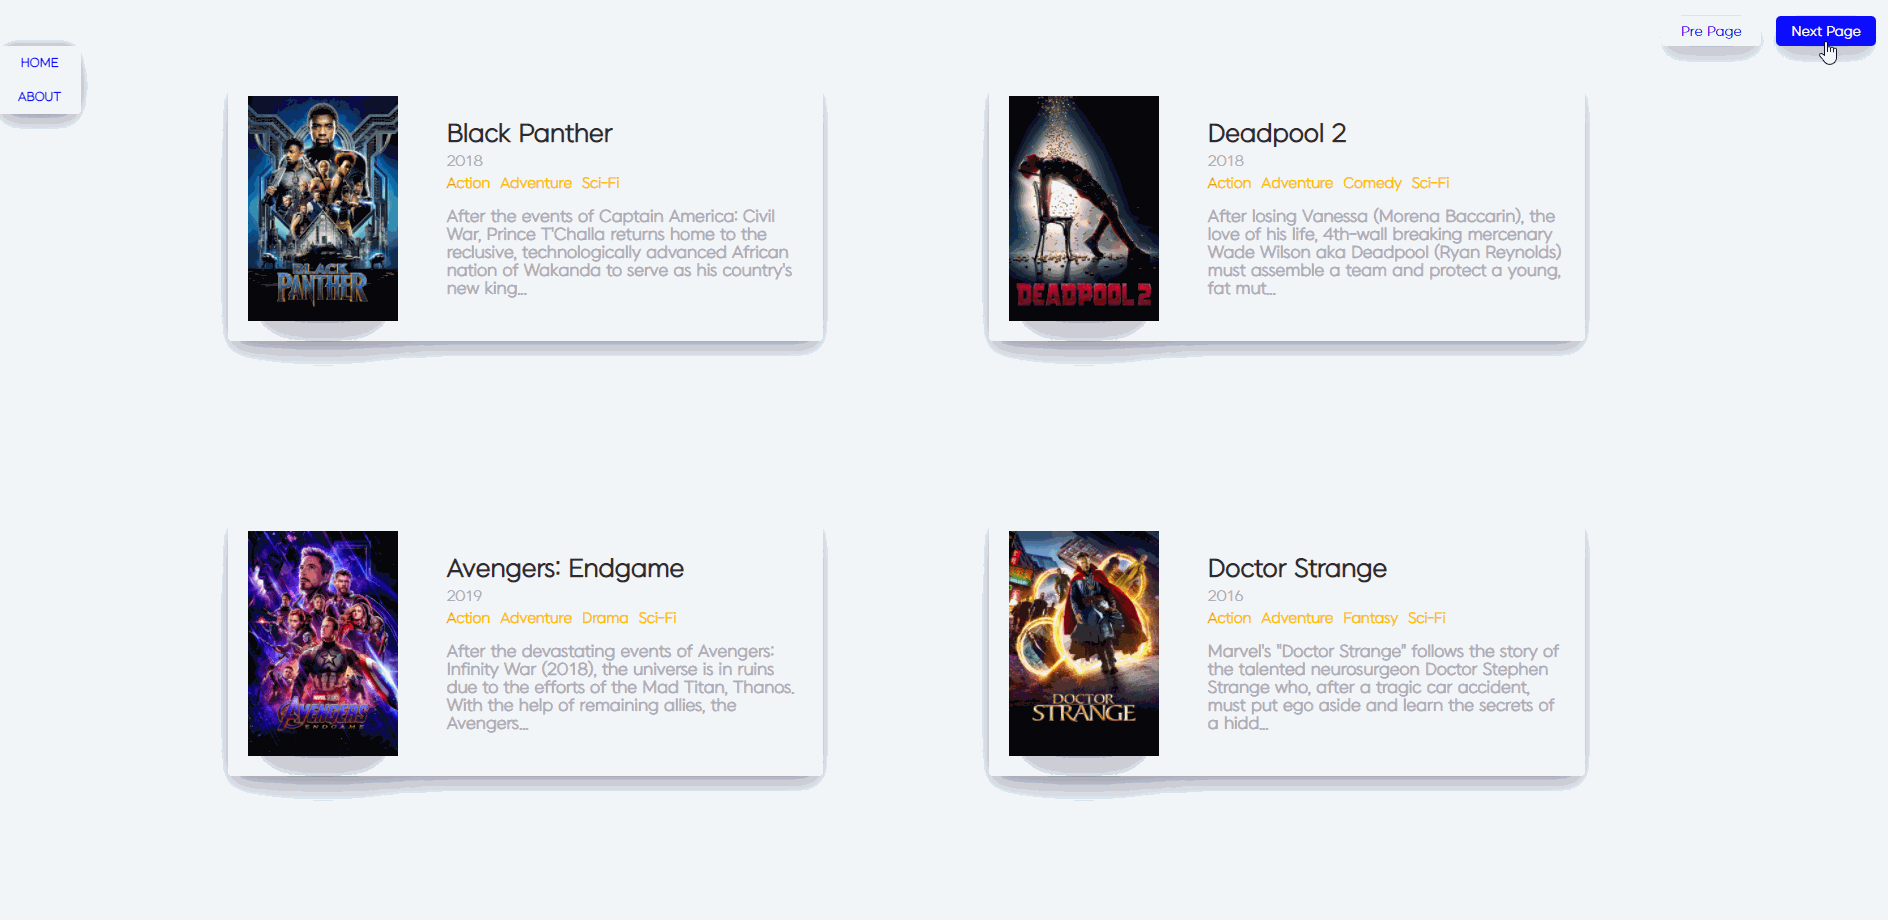 Pre Page
Next Page
HOME
ABOUT
Black Panther
2018
Action Adventure Sci-Fi
After the events of Captain America: Civil
War, Prince T'Challa returns home to the
reclusive, technologically advanced African
nation of Wakanda to serve as his country's
new king...
BLACK
PANTHER
Deadpool 2
2018
Action Adventure Comedy Sci-Fi
After losing Vanessa (Morena Baccarin), the
love of his life, 4th-wall breaking mercenary
Wade Wilson aka Deadpool (Ryan Reynolds)
must assemble a team and protect a young,
fat mut...
DEADPOOL 2
Avengers: Endgame
2019
Action Adventure Drama Sci-Fi
After the devastating events of Avengers:
Infinity War (2018), the universe is in ruins
due to the efforts of the Mad Titan, Thanos.
With the help of remaining allies, the
Avengers...
AVENGERS
ENDGAME
Doctor Strange
2016
Action Adventure Fantasy Sci-Fi
Marvel's "Doctor Strange" follows the story of
the talented neurosurgeon Doctor Stephen
Strange who, after a tragic car accident,
must put ego aside and learn the secrets of
a hidd...
DOCTOR
STRANGE